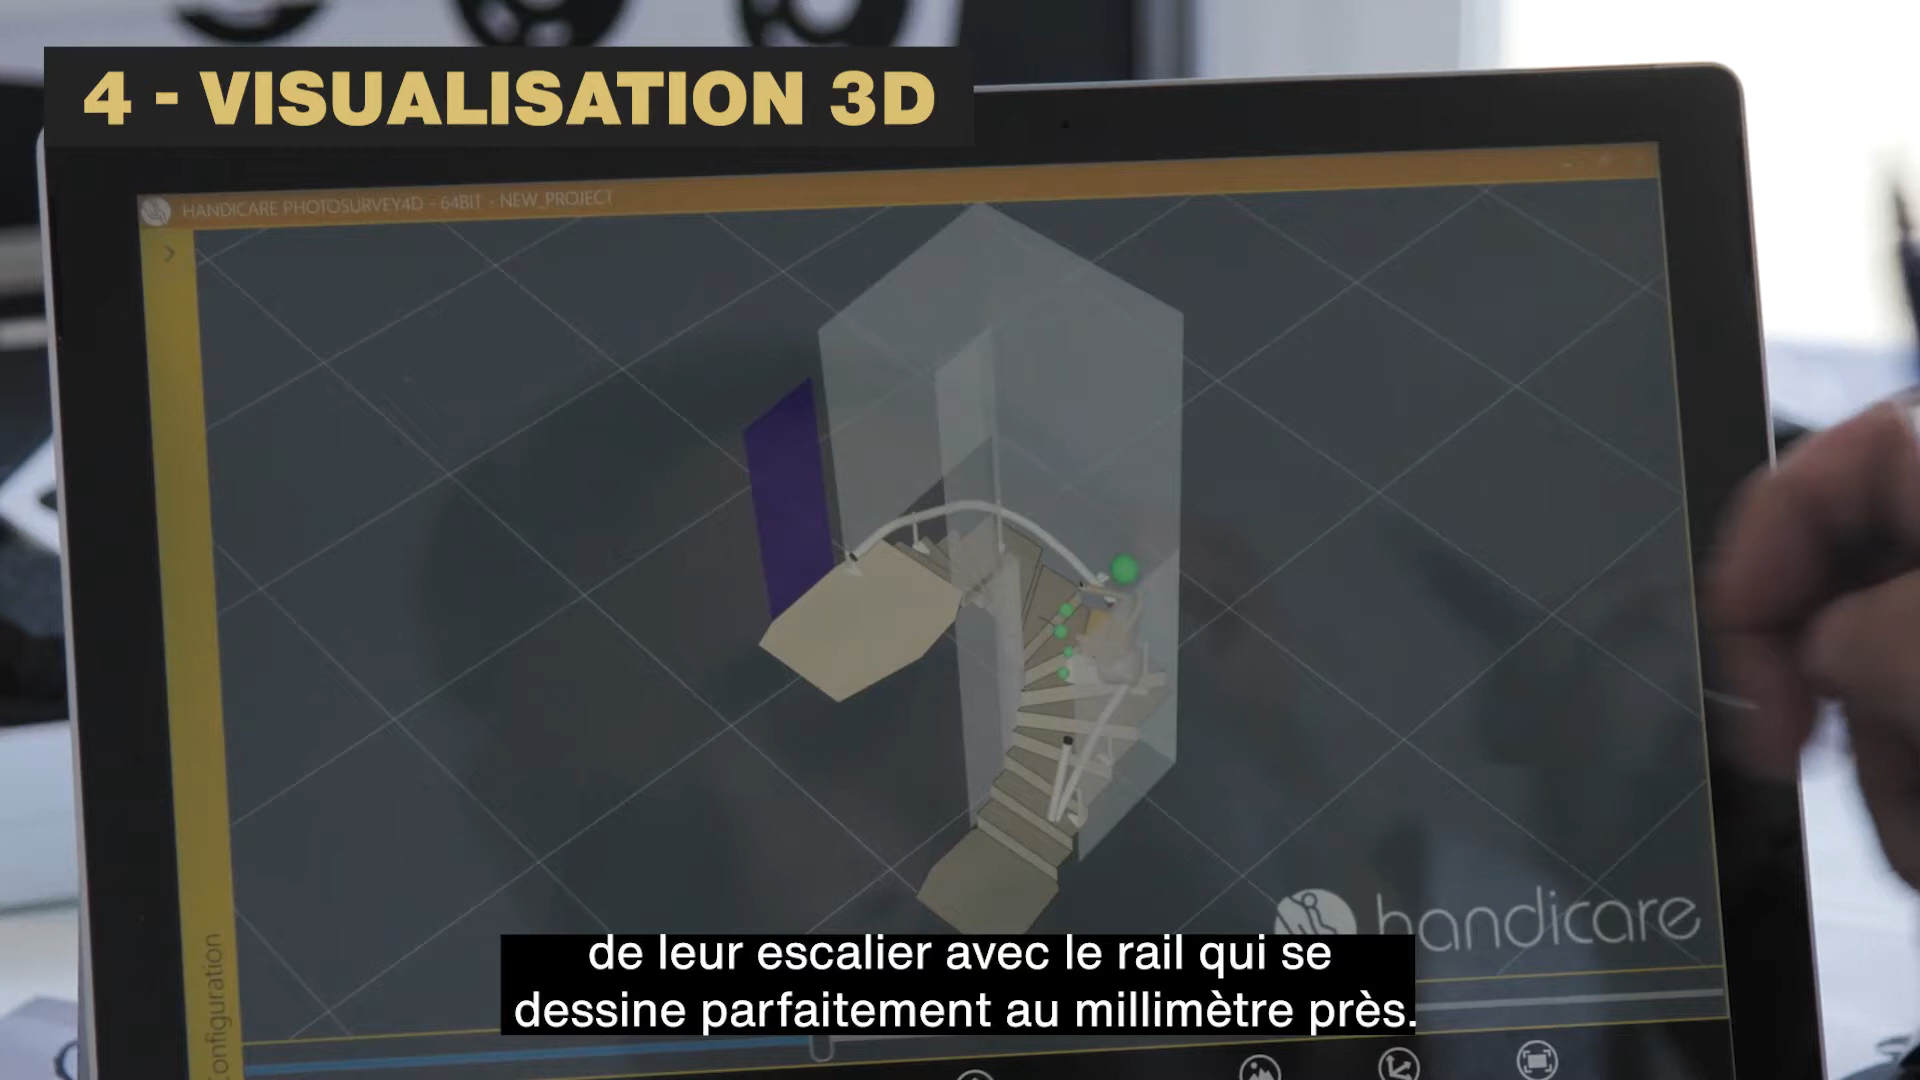 4 - VISUALISATION 3D
HANDICARE PHOTOSURVEY4D - 64BIT - NEW_PROJECT
handicare
Configuration
de leur escalier avec le rail qui se
dessine parfaitement au millimètre près.